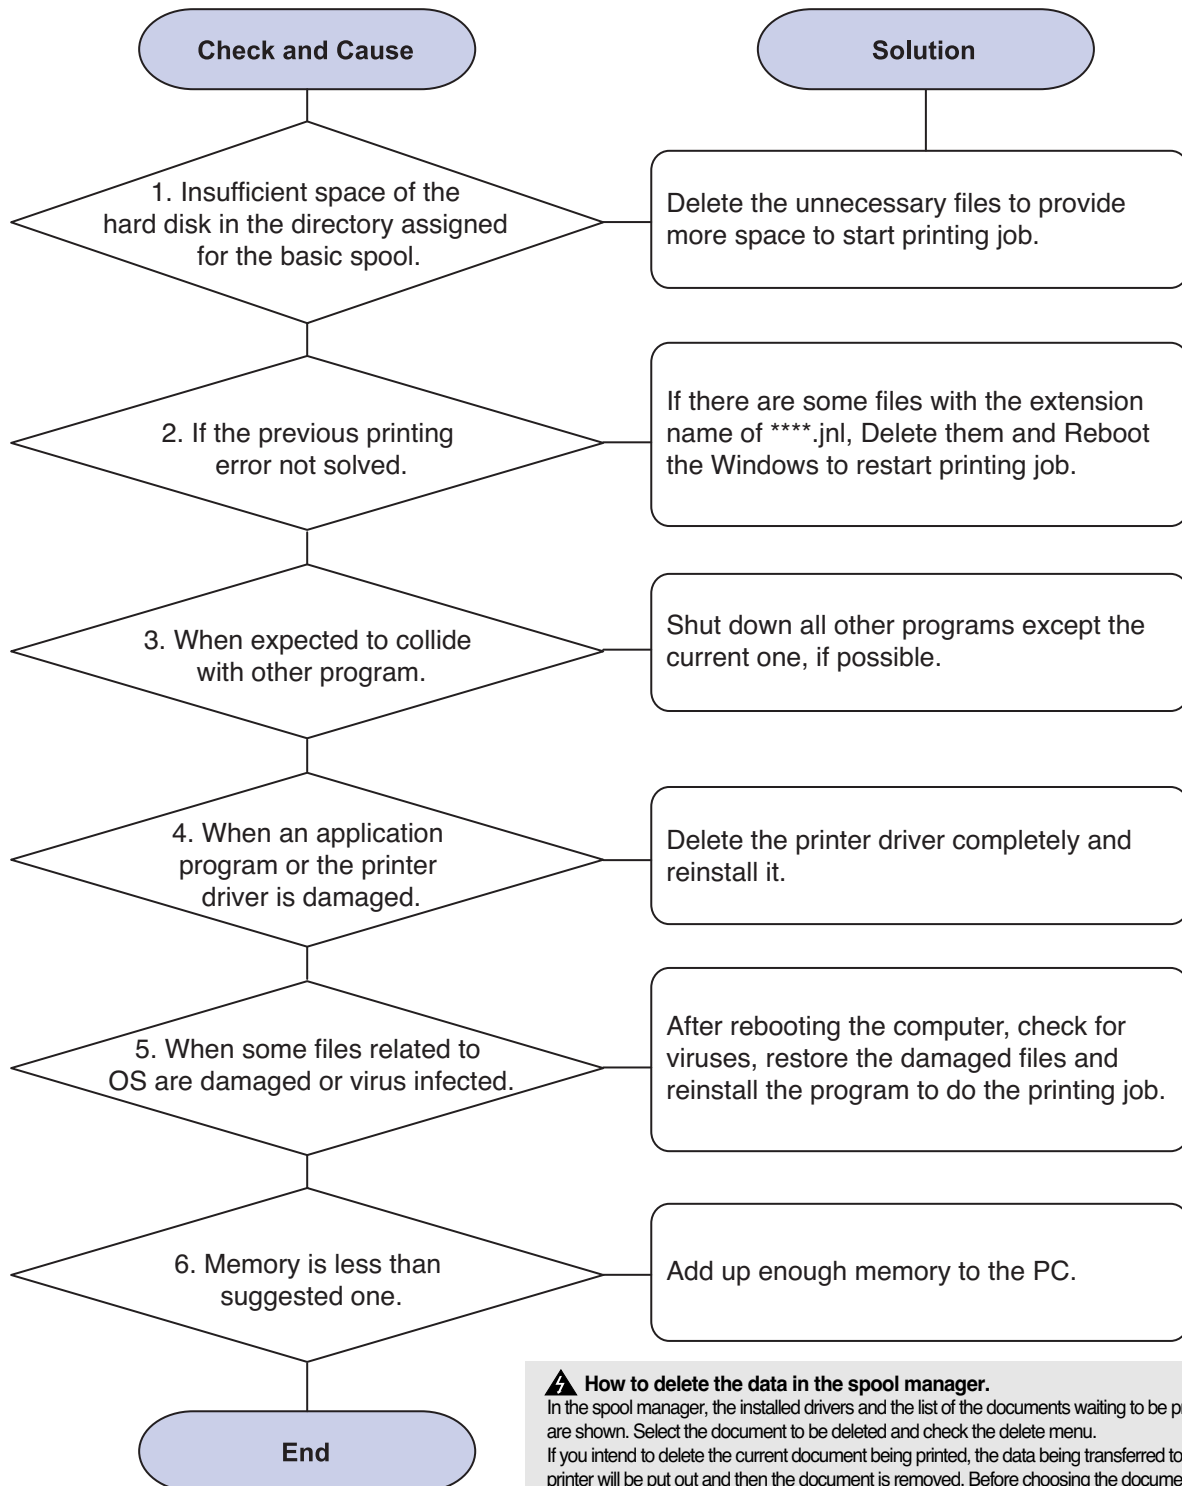 Check and Cause
Solution
1. Insufficient space of the
hard disk in the directory assigned
for the basic spool.
Delete the unnecessary files to provide
more space to start printing job.
2. If the previous printing
error not solved.
If there are some files with the extension
name of ****.jnl, Delete them and Reboot
the Windows to restart printing job.
3. When expected to collide
with other program.
Shut down all other programs except the
current one, if possible.
4. When an application
program or the printer
driver is damaged.
Delete the printer driver completely and
reinstall it.
5. When some files related to
OS are damaged or virus infected.
After rebooting the computer, check for
viruses, restore the damaged files and
reinstall the program to do the printing job.
6. Memory is less than
suggested one.
Add up enough memory to the PC.
End
How to delete the data in the spool manager.
In the spool manager, the installed drivers and the list of the documents waiting to be
are shown. Select the document to be deleted and check the delete menu.
If you intend to delete the current document being printed, the data being transferred to
printer will be put out and then the document is removed. Before choosing the